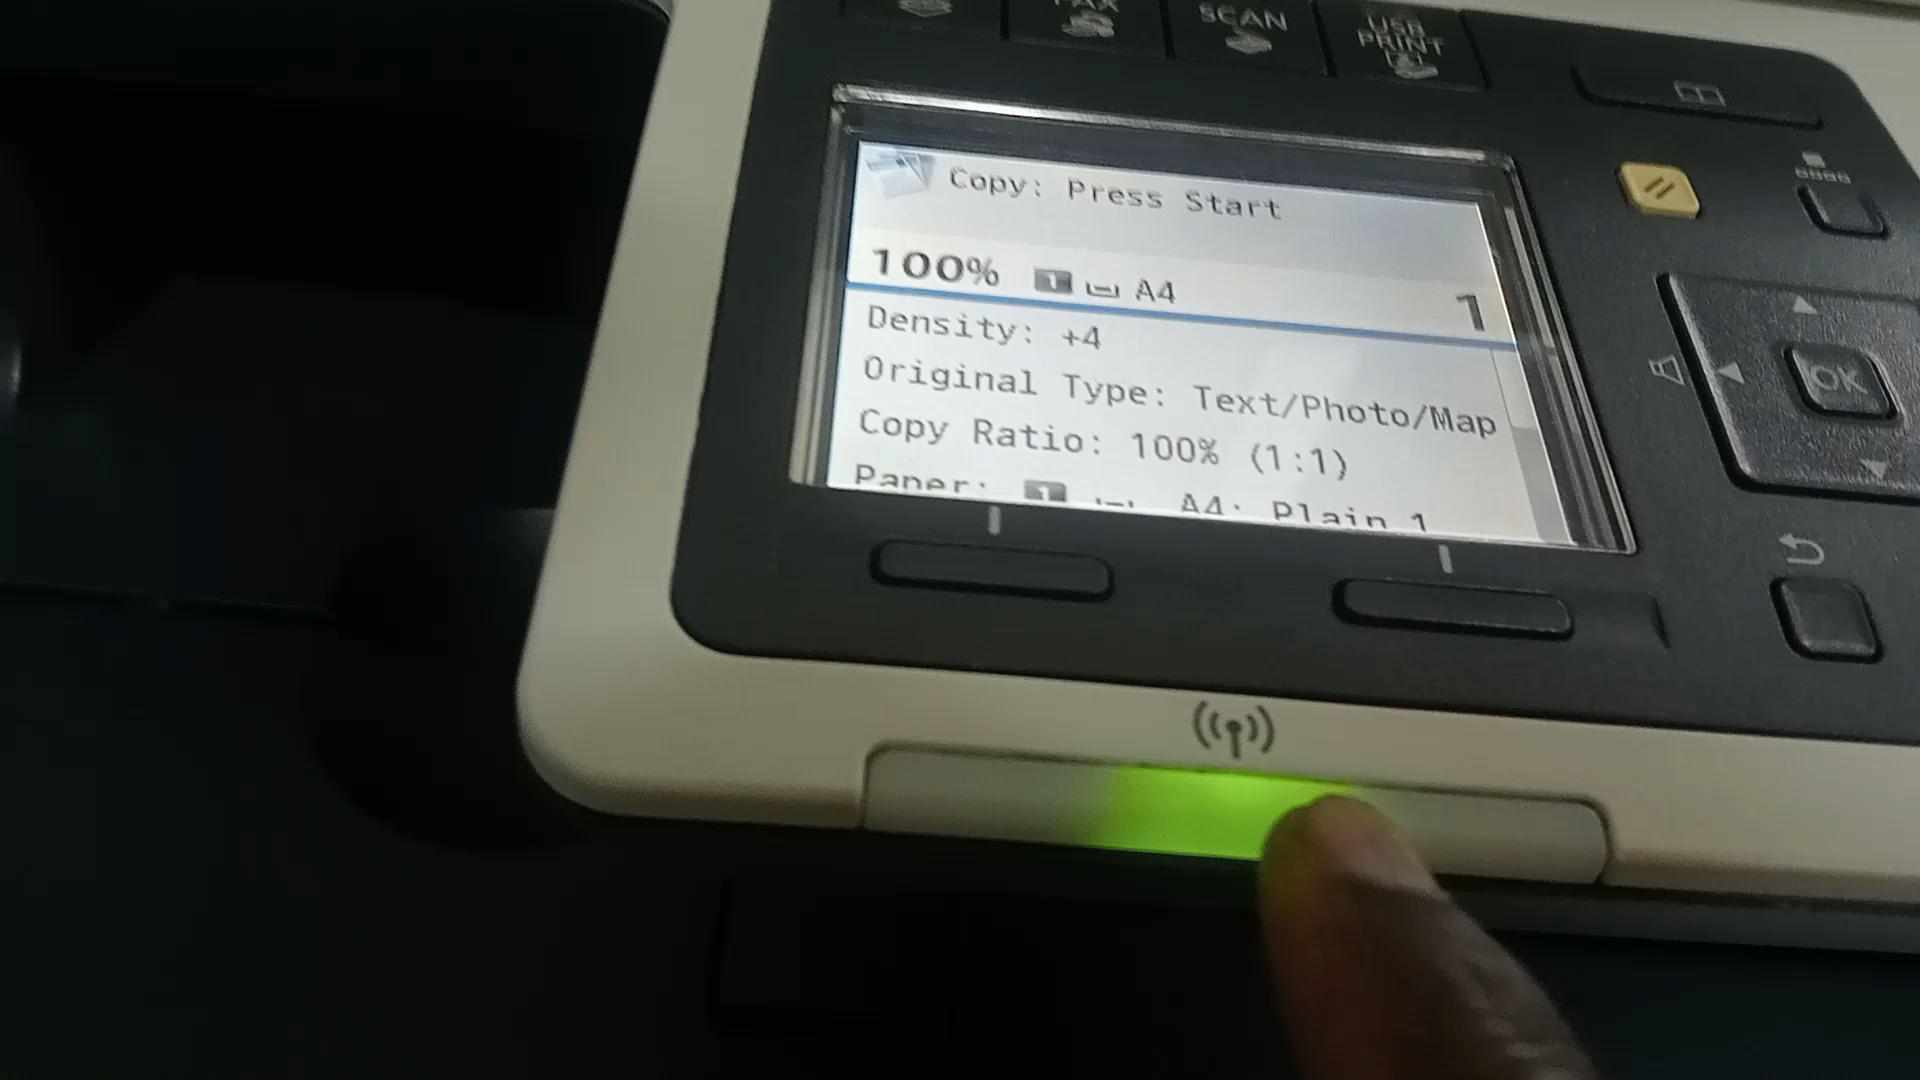 FAX
SCAN
USB
PRINT
Copy: Press Start
100% 1 A4 1
Density: +4
Original Type: Text/Photo/Map
Copy Ratio: 100% (1:1)
Paper: 1 A4: Plain 1
OK